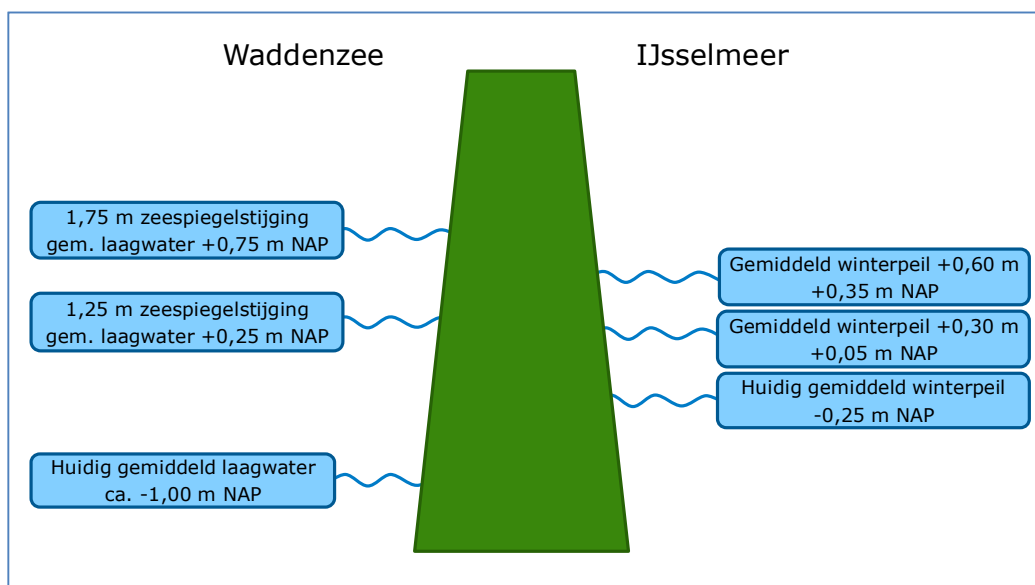 Waddenzee
IJsselmeer
1,75 m zeespiegelstijging
gem. laagwater +0,75 m NAP
Gemiddeld winterpeil +0,60 m
+0,35 m NAP
1,25 m zeespiegelstijging
gem. laagwater +0,25 m NAP
Gemiddeld winterpeil +0,30 m
+0,05 m NAP
Huidig gemiddeld winterpeil
-0,25 m NAP
Huidig gemiddeld laagwater
ca. -1,00 m NAP